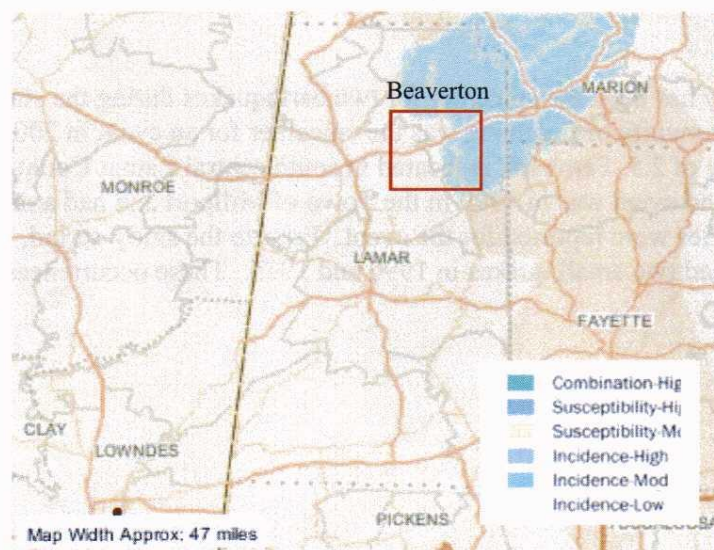 Beaverton
MARION
MONROE
LAMAR
FAYETTE
Combination-Hig
Susceptibility-Hi
Susceptibility-Mo
CLAY
LOWNDES
Incidence-High
Incidence-Mod
Incidence-Low
PICKENS
Map Width Approx: 47 miles